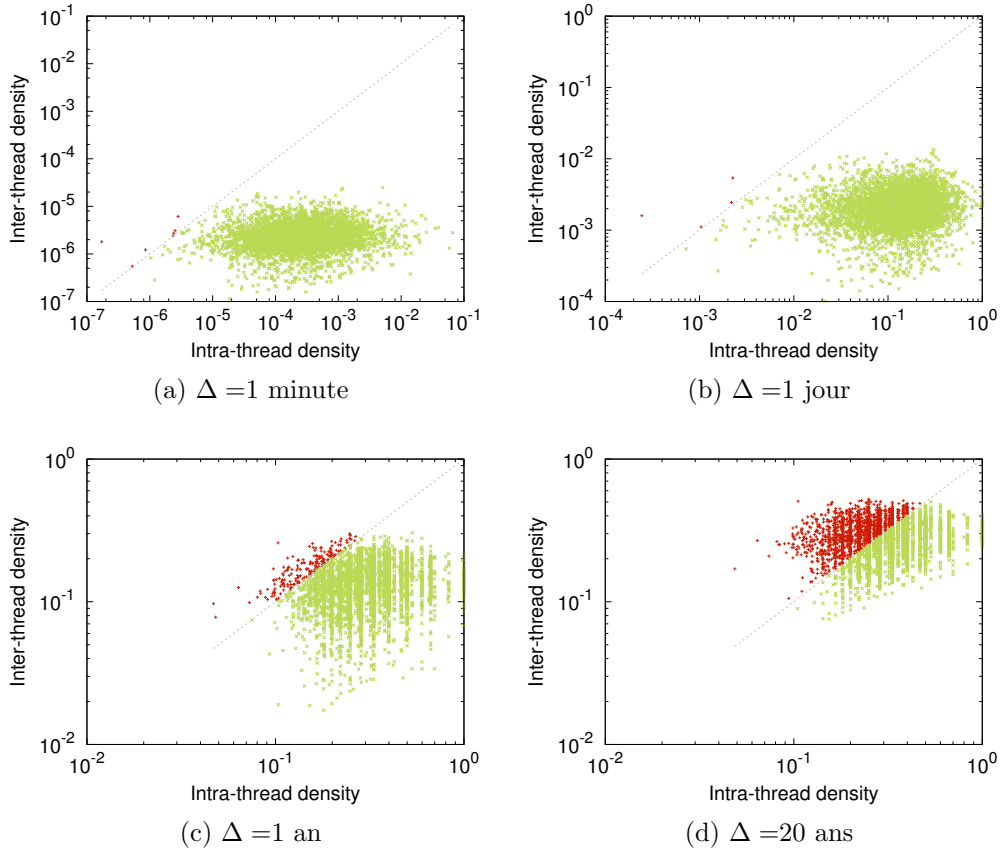 10^-1
10^-2
10^-3
10^-4
10^-5
10^-6
10^-7
Inter-thread density
10^-7 10^-6 10^-5 10^-4 10^-3 10^-2 10^-1
Intra-thread density
(a) Δ =1 minute
10^0
10^-1
10^-2
10^-3
10^-4
Inter-thread density
10^-4 10^-3 10^-2 10^-1 10^0
Intra-thread density
(b) Δ =1 jour
10^0
10^-1
10^-2
Inter-thread density
10^-2 10^-1 10^0
Intra-thread density
(c) Δ =1 an
10^0
10^-1
10^-2
Inter-thread density
10^-2 10^-1 10^0
Intra-thread density
(d) Δ =20 ans